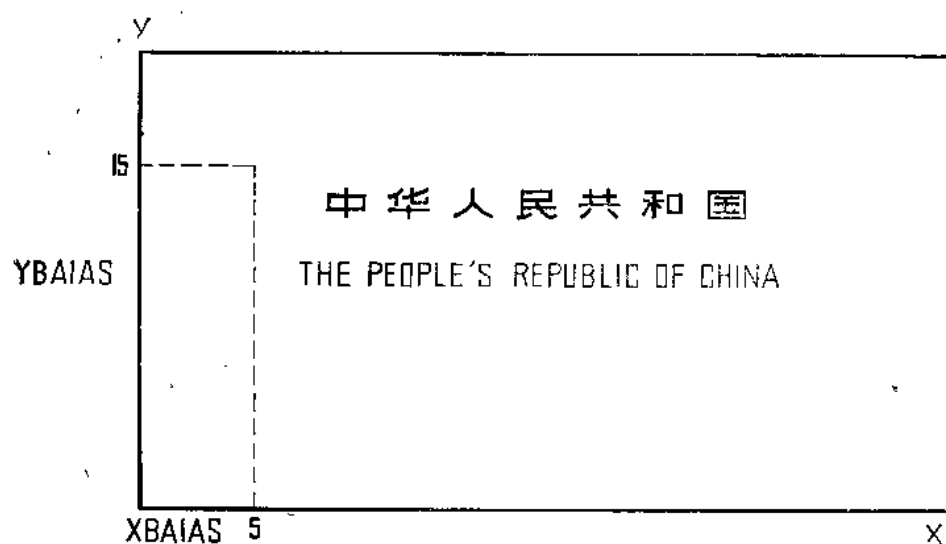 Y
15
中华人民共和国
YBAIAS
THE PEOPLE'S REPUBLIC OF CHINA
XBAIAS 5
X